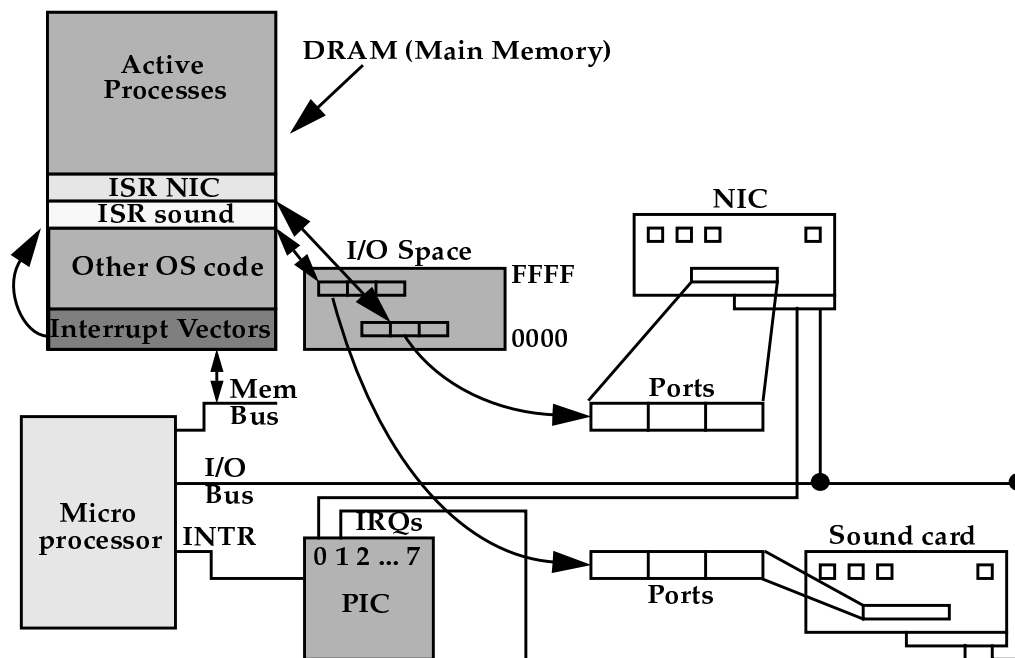 DRAM (Main Memory)
Active
Processes
ISR NIC
ISR sound
Other OS code
Interrupt Vectors
I/O Space
FFFF
0000
NIC
Ports
Mem
Bus
I/O
Bus
Micro
processor
INTR
IRQs
0 1 2 ... 7
PIC
Ports
Sound card